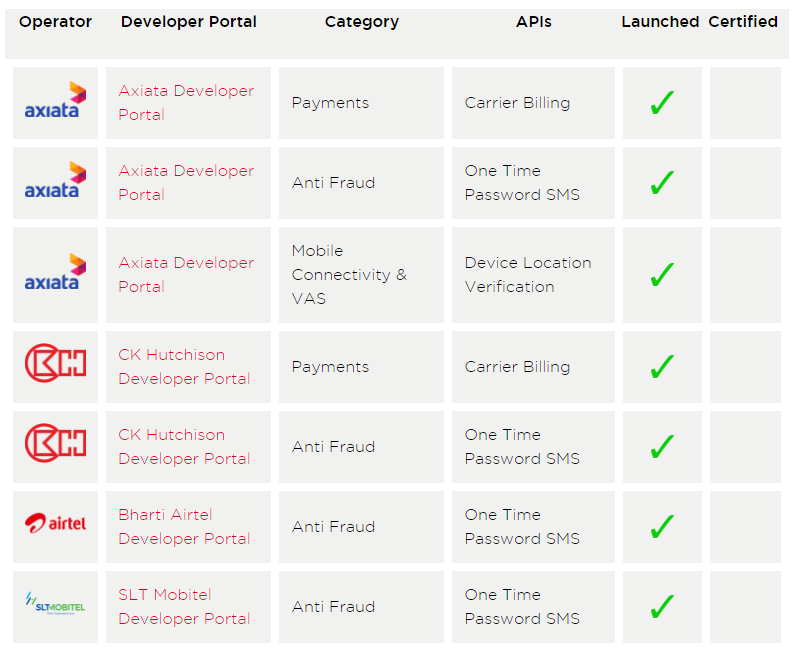 Operator Developer Portal Category APIs Launched Certified
axiata
Axiata Developer
Portal
Payments
Carrier Billing
axiata
Axiata Developer
Portal
Anti Fraud
One Time
Password SMS
axiata
Axiata Developer
Portal
Mobile
Connectivity &
VAS
Device Location
Verification
CKH
CK Hutchison
Developer Portal
Payments
Carrier Billing
CKH
CK Hutchison
Developer Portal
Anti Fraud
One Time
Password SMS
airtel
Bharti Airtel
Developer Portal
Anti Fraud
One Time
Password SMS
SLTMOBITEL
SLT Mobitel
Developer Portal
Anti Fraud
One Time
Password SMS